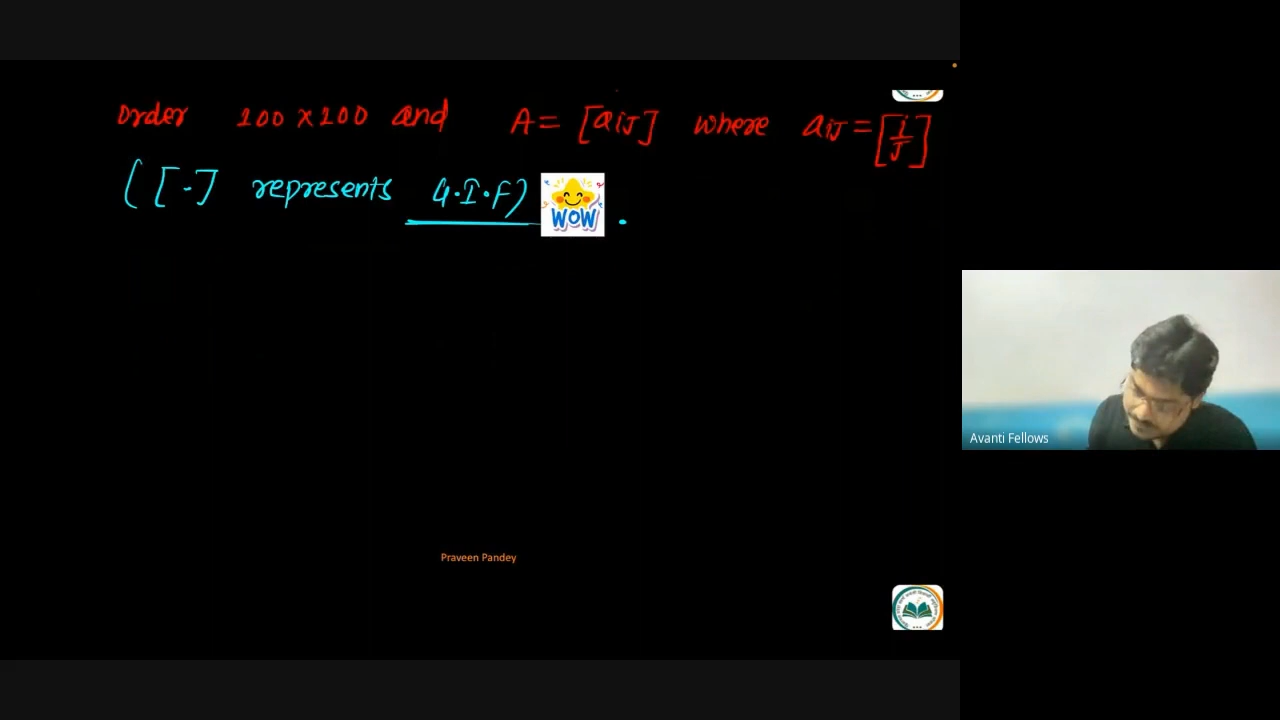 Order 100 x 100 and A = [aij] where aij = [i/j]
([.] represents G.I.F) WOW .
Avanti Fellows
Praveen Pandey